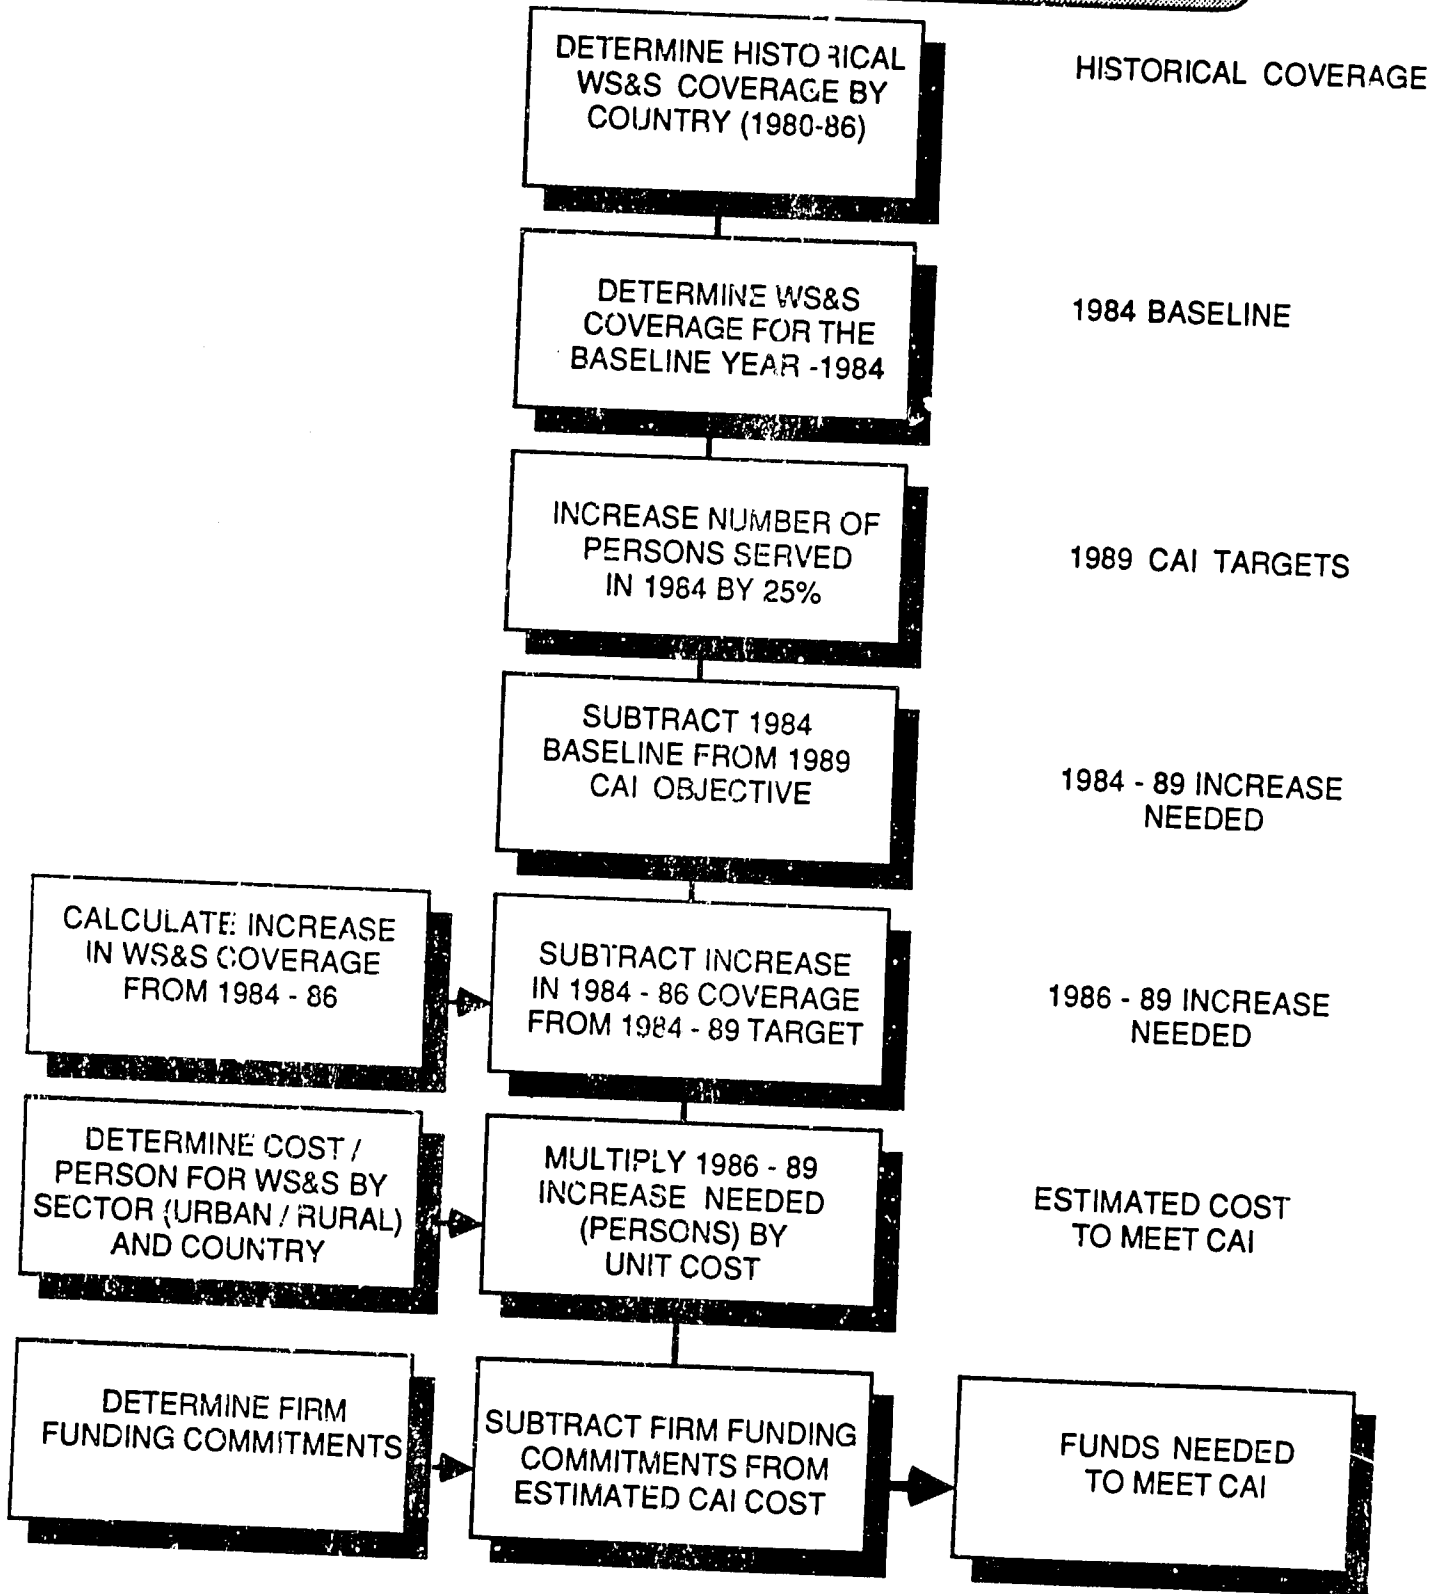 DETERMINE HISTORICAL
WS&S COVERAGE BY
COUNTRY (1980-86)
HISTORICAL COVERAGE
DETERMINE WS&S
COVERAGE FOR THE
BASELINE YEAR -1984
1984 BASELINE
INCREASE NUMBER OF
PERSONS SERVED
IN 1984 BY 25%
1989 CAI TARGETS
SUBTRACT 1984
BASELINE FROM 1989
CAI OBJECTIVE
1984 - 89 INCREASE
NEEDED
CALCULATE INCREASE
IN WS&S COVERAGE
FROM 1984 - 86
SUBTRACT INCREASE
IN 1984 - 86 COVERAGE
FROM 1984 - 89 TARGET
1986 - 89 INCREASE
NEEDED
DETERMINE COST /
PERSON FOR WS&S BY
SECTOR (URBAN / RURAL)
AND COUNTRY
MULTIPLY 1986 - 89
INCREASE NEEDED
(PERSONS) BY
UNIT COST
ESTIMATED COST
TO MEET CAI
DETERMINE FIRM
FUNDING COMMITMENTS
SUBTRACT FIRM FUNDING
COMMITMENTS FROM
ESTIMATED CAI COST
FUNDS NEEDED
TO MEET CAI